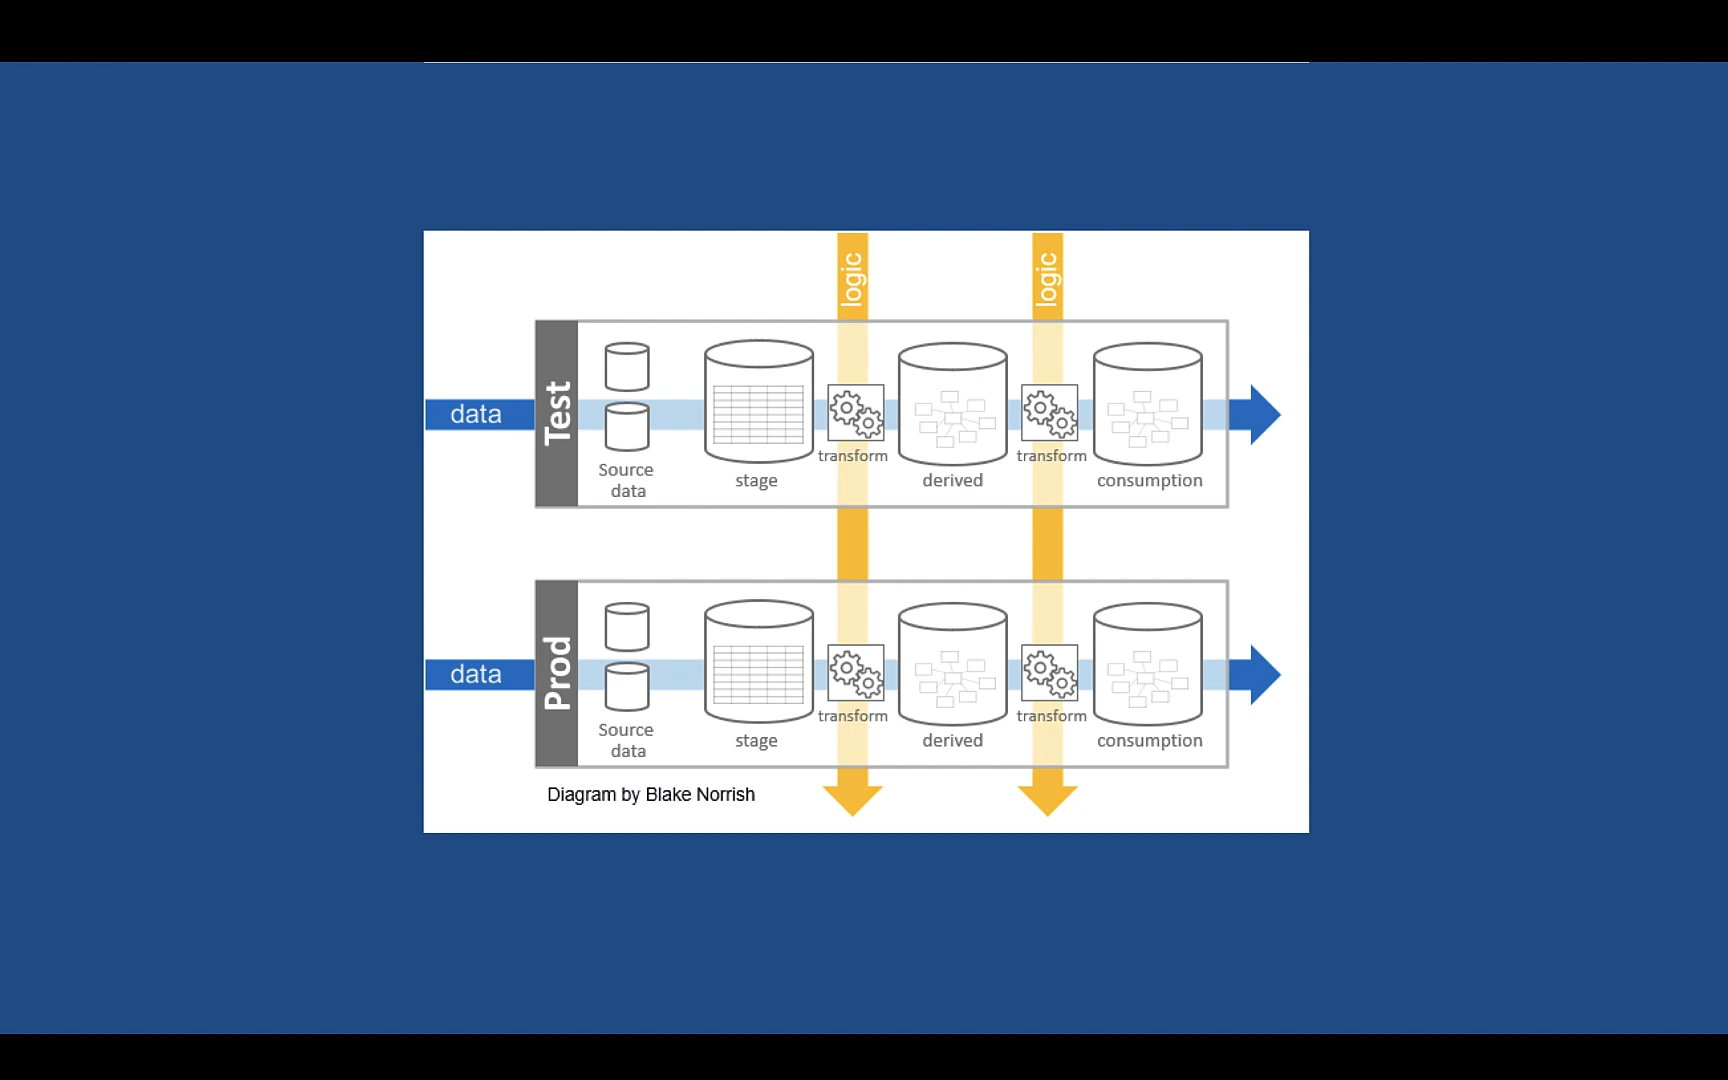 logic
logic
Test
data
Source
data
stage
transform
derived
transform
consumption
Prod
data
Source
data
stage
transform
derived
transform
consumption
Diagram by Blake Norrish